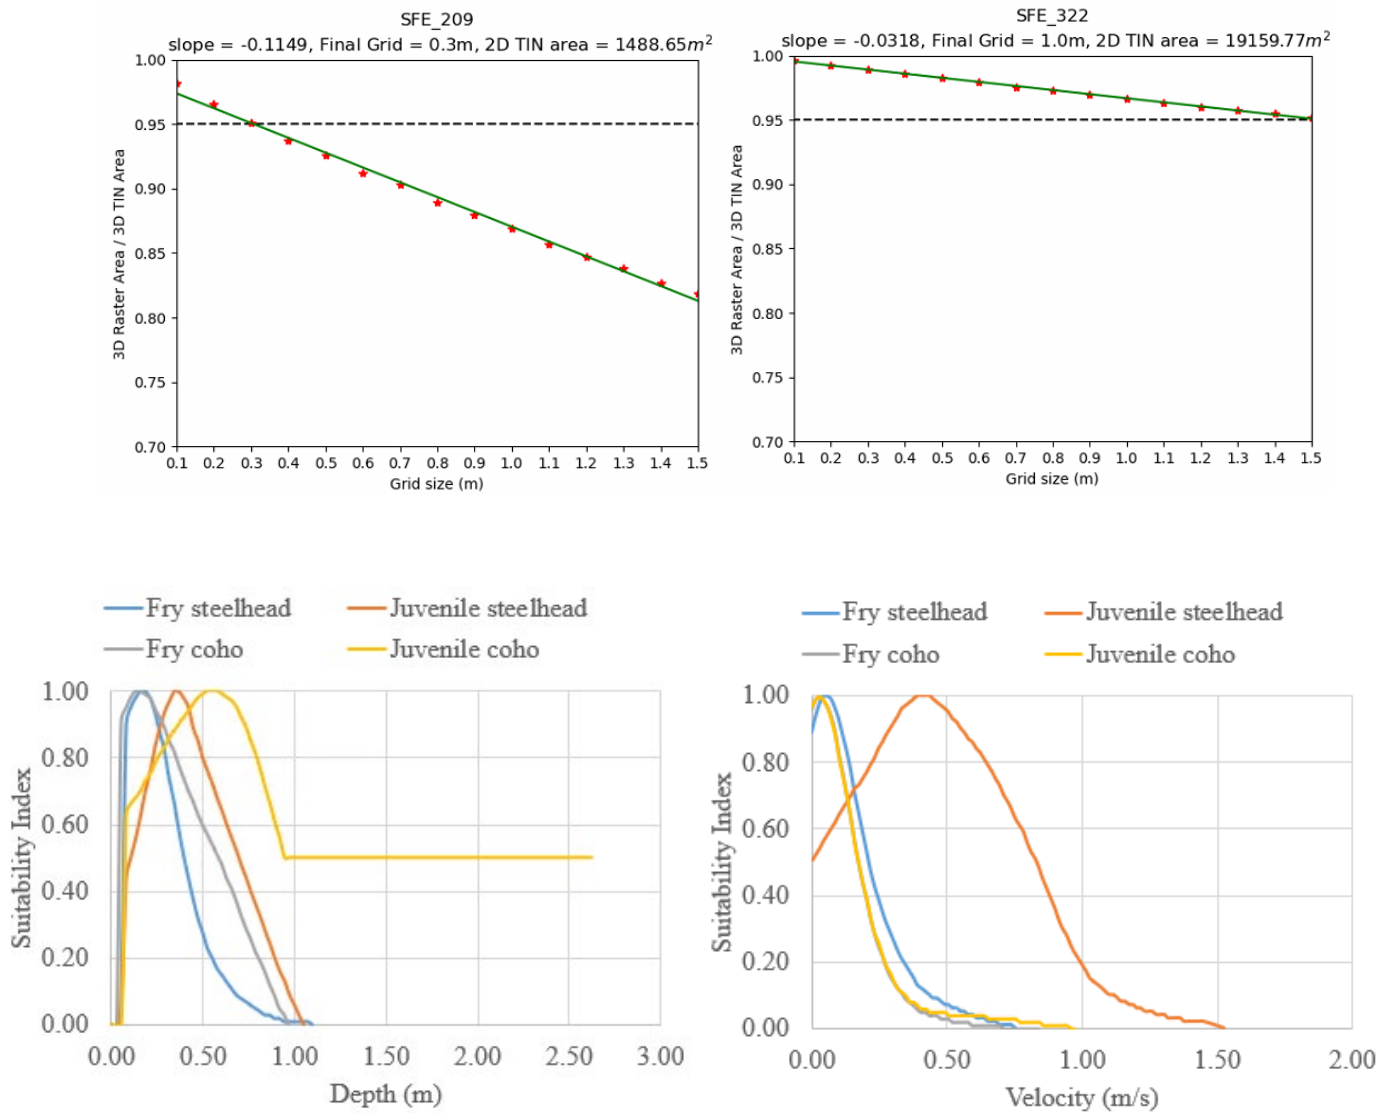 SFE_209
slope = -0.1149, Final Grid = 0.3m, 2D TIN area = 1488.65m²
1.00
0.95
0.90
0.85
0.80
0.75
0.70
3D Raster Area / 3D TIN Area
0.1 0.2 0.3 0.4 0.5 0.6 0.7 0.8 0.9 1.0 1.1 1.2 1.3 1.4 1.5
Grid size (m)
SFE_322
slope = -0.0318, Final Grid = 1.0m, 2D TIN area = 19159.77m²
1.00
0.95
0.90
0.85
0.80
0.75
0.70
3D Raster Area / 3D TIN Area
0.1 0.2 0.3 0.4 0.5 0.6 0.7 0.8 0.9 1.0 1.1 1.2 1.3 1.4 1.5
Grid size (m)
Fry steelhead Juvenile steelhead
Fry coho Juvenile coho
1.00
0.80
0.60
0.40
0.20
0.00
Suitability Index
0.00 0.50 1.00 1.50 2.00 2.50 3.00
Depth (m)
Fry steelhead Juvenile steelhead
Fry coho Juvenile coho
1.00
0.80
0.60
0.40
0.20
0.00
Suitability Index
0.00 0.50 1.00 1.50 2.00
Velocity (m/s)